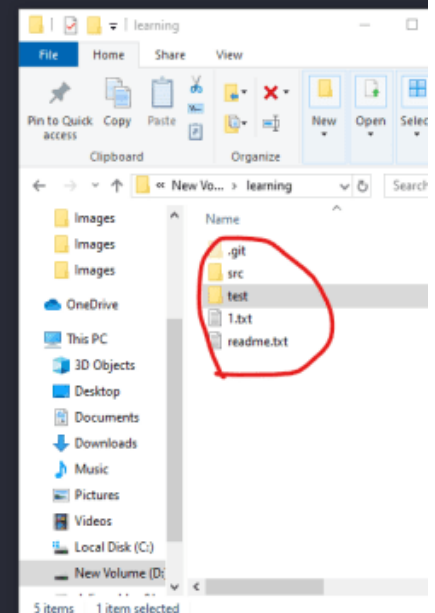 learning
File Home Share View
Pin to Quick access
Copy
Paste
New
Open
Selec
Clipboard
Organize
« New Vo... > learning
Search
Images
Images
Images
OneDrive
This PC
3D Objects
Desktop
Documents
Downloads
Music
Pictures
Videos
Local Disk (C:)
New Volume (D:
Name
.git
src
test
1.txt
readme.txt
5 items 1 item selected